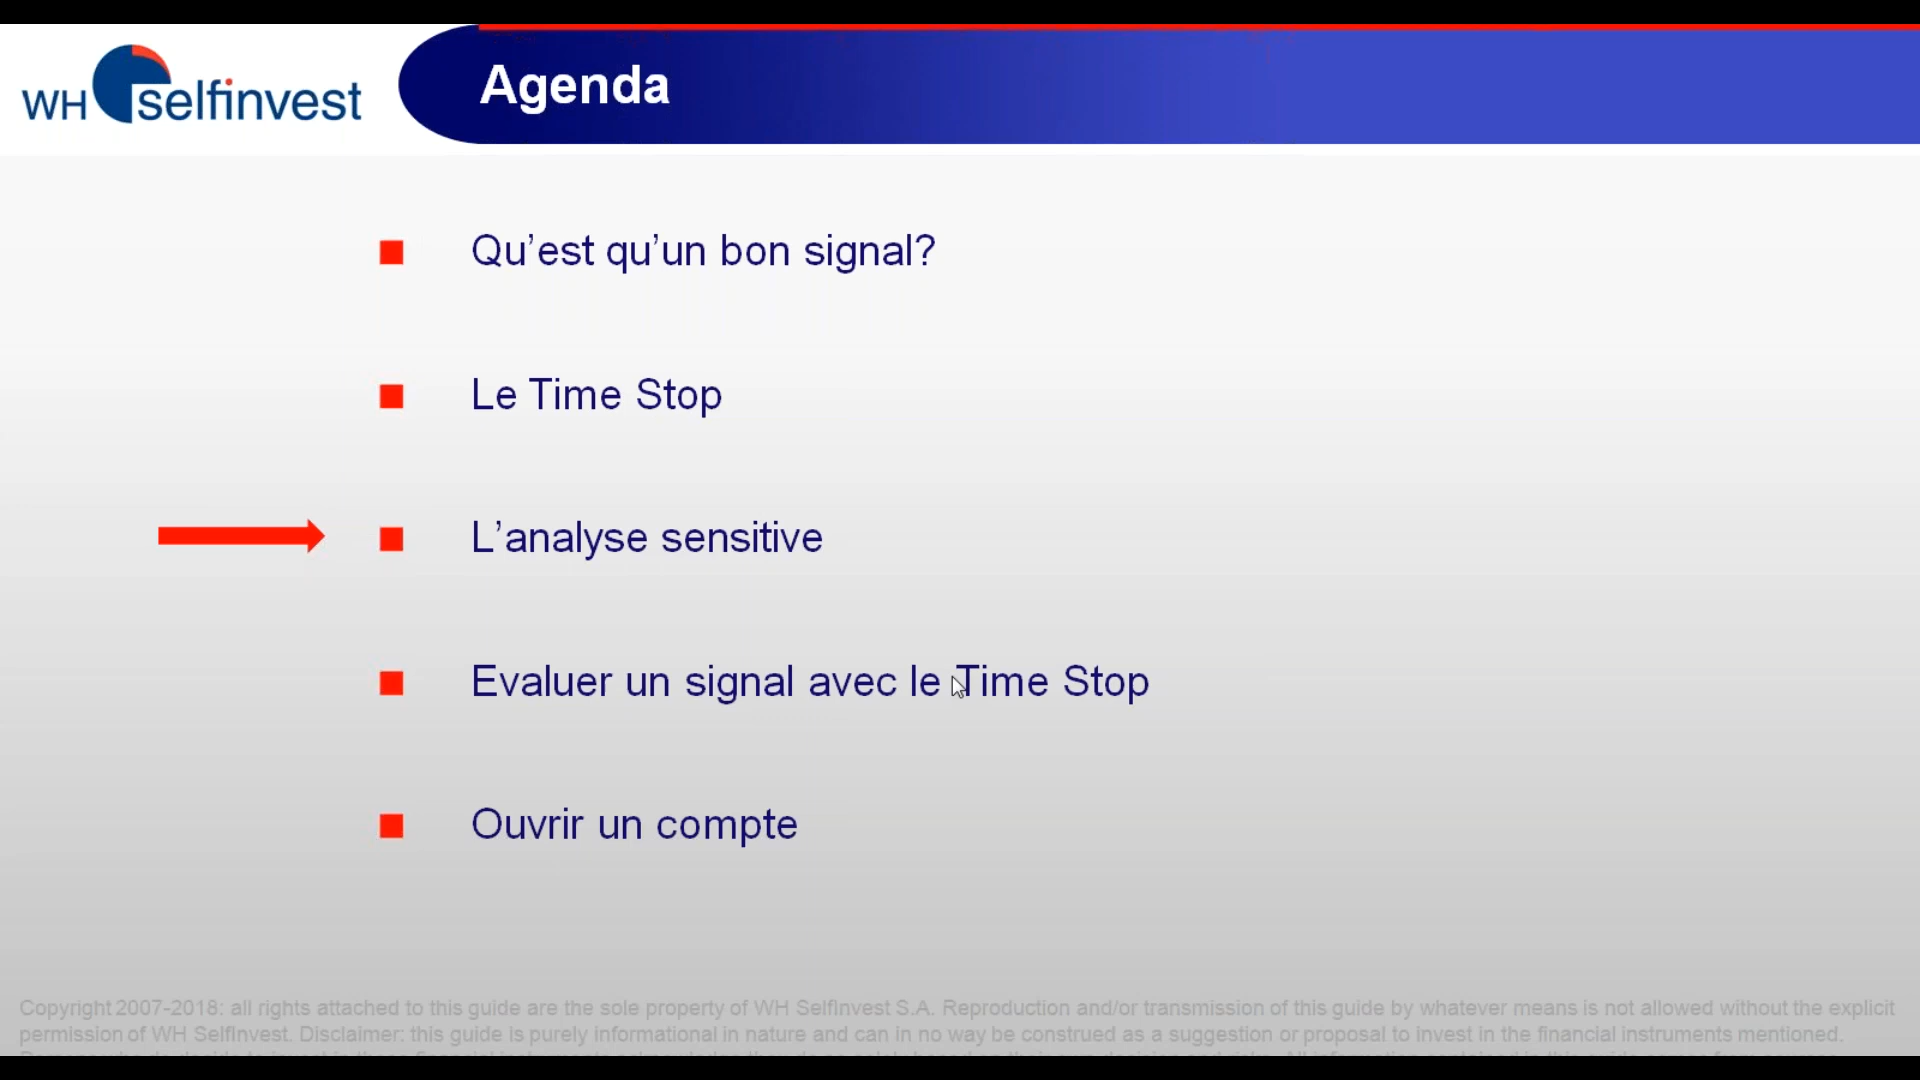 WH selfinvest
Agenda
Qu’est qu’un bon signal?
Le Time Stop
L’analyse sensitive
Evaluer un signal avec le Time Stop
Ouvrir un compte
Copyright 2007-2018: all rights attached to this guide are the sole property of WH SelfInvest S.A. Reproduction and/or transmission of this guide by whatever means is not allowed without the explicit
permission of WH SelfInvest. Disclaimer: this guide is purely informational in nature and can in no way be construed as a suggestion or proposal to invest in the financial instruments mentioned.